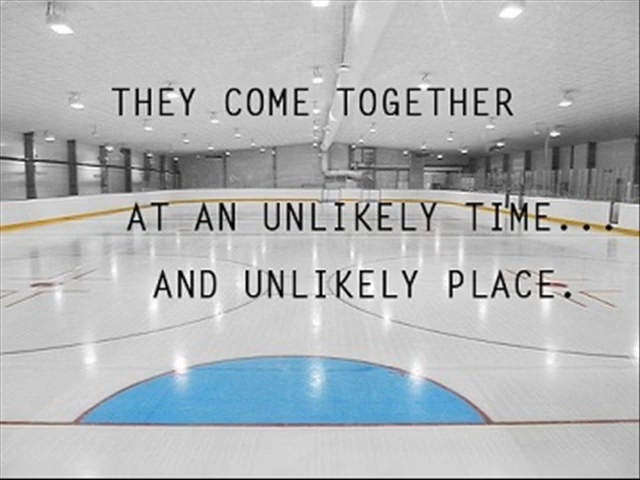 THEY COME TOGETHER
AT AN UNLIKELY TIME...
AND UNLIKELY PLACE.